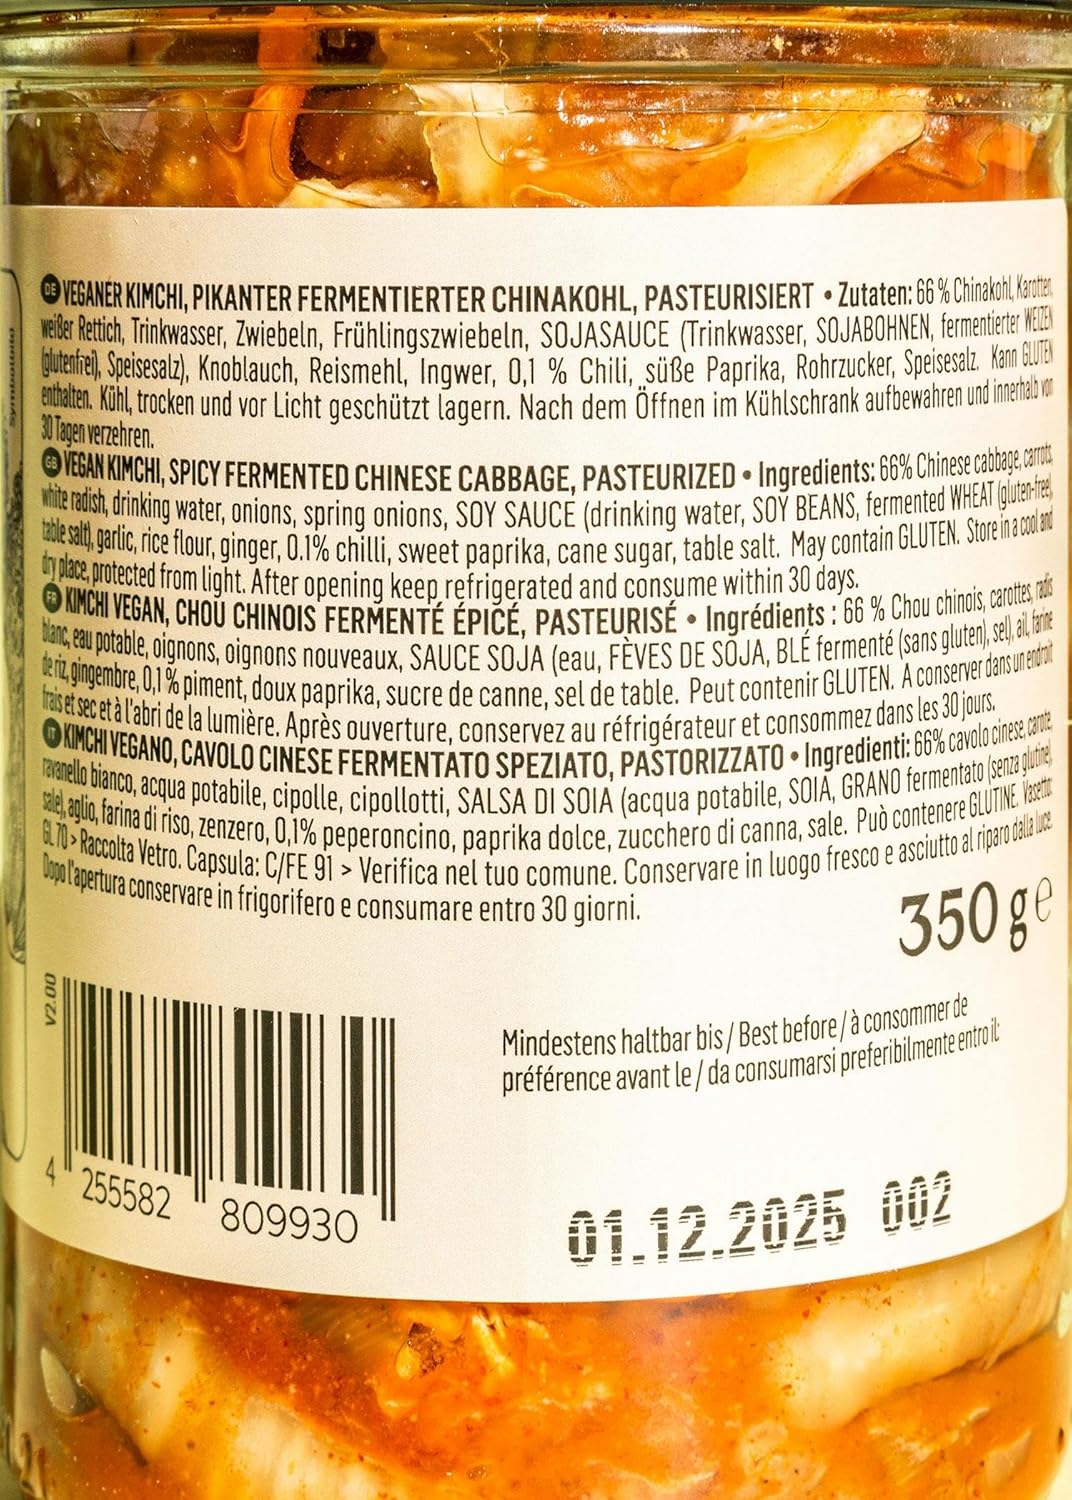 DE VEGANER KIMCHI, PIKANTER FERMENTIERTER CHINAKOHL, PASTEURISIERT • Zutaten: 66 % Chinakohl, Karotten,
weißer Rettich, Trinkwasser, Zwiebeln, Frühlingszwiebeln, SOJASAUCE (Trinkwasser, SOJABOHNEN, fermentierter WEIZEN
(glutenfrei), Speisesalz), Knoblauch, Reismehl, Ingwer, 0,1 % Chili, süße Paprika, Rohrzucker, Speisesalz. Kann GLUTEN
enthalten. Kühl, trocken und vor Licht geschützt lagern. Nach dem Öffnen im Kühlschrank aufbewahren und innerhalb von
30 Tagen verzehren.
GB VEGAN KIMCHI, SPICY FERMENTED CHINESE CABBAGE, PASTEURIZED • Ingredients: 66% Chinese cabbage, carrots,
white radish, drinking water, onions, spring onions, SOY SAUCE (drinking water, SOY BEANS, fermented WHEAT (gluten-free),
table salt), garlic, rice flour, ginger, 0.1% chilli, sweet paprika, cane sugar, table salt. May contain GLUTEN. Store in a cool and
dry place, protected from light. After opening keep refrigerated and consume within 30 days.
FR KIMCHI VEGAN, CHOU CHINOIS FERMENTÉ ÉPICÉ, PASTEURISÉ • Ingrédients : 66 % Chou chinois, carottes, radis
blanc, eau potable, oignons, oignons nouveaux, SAUCE SOJA (eau, FÈVES DE SOJA, BLÉ fermenté (sans gluten), sel), ail, farine
de riz, gingembre, 0,1 % piment, doux paprika, sucre de canne, sel de table. Peut contenir GLUTEN. A conserver dans un endroit
frais et sec et à l'abri de la lumière. Après ouverture, conservez au réfrigérateur et consommez dans les 30 jours.
IT KIMCHI VEGANO, CAVOLO CINESE FERMENTATO SPEZIATO, PASTORIZZATO • Ingredienti: 66% cavolo cinese, carote,
ravanello bianco, acqua potabile, cipolle, cipollotti, SALSA DI SOIA (acqua potabile, SOIA, GRANO fermentato (senza glutine),
sale), aglio, farina di riso, zenzero, 0,1% peperoncino, paprika dolce, zucchero di canna, sale. Può contenere GLUTINE. Vasetto:
GL 70 > Raccolta Vetro. Capsula: C/FE 91 > Verifica nel tuo comune. Conservare in luogo fresco e asciutto al riparo dalla luce.
Dopo l'apertura conservare in frigorifero e consumare entro 30 giorni.
350 g e
V2.00
Mindestens haltbar bis / Best before / à consommer de
préférence avant le / da consumarsi preferibilmente entro il:
4 255582 809930
01.12.2025 002